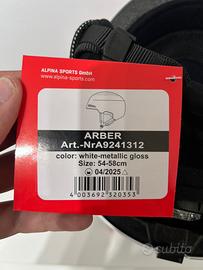 ALPINA SPORTS GmbH
www.alpina-sports.com
ARBER
Art.-NrA9241312
color: white-metallic gloss
Size: 54-58cm
04/2025
4 003692 320353
subito